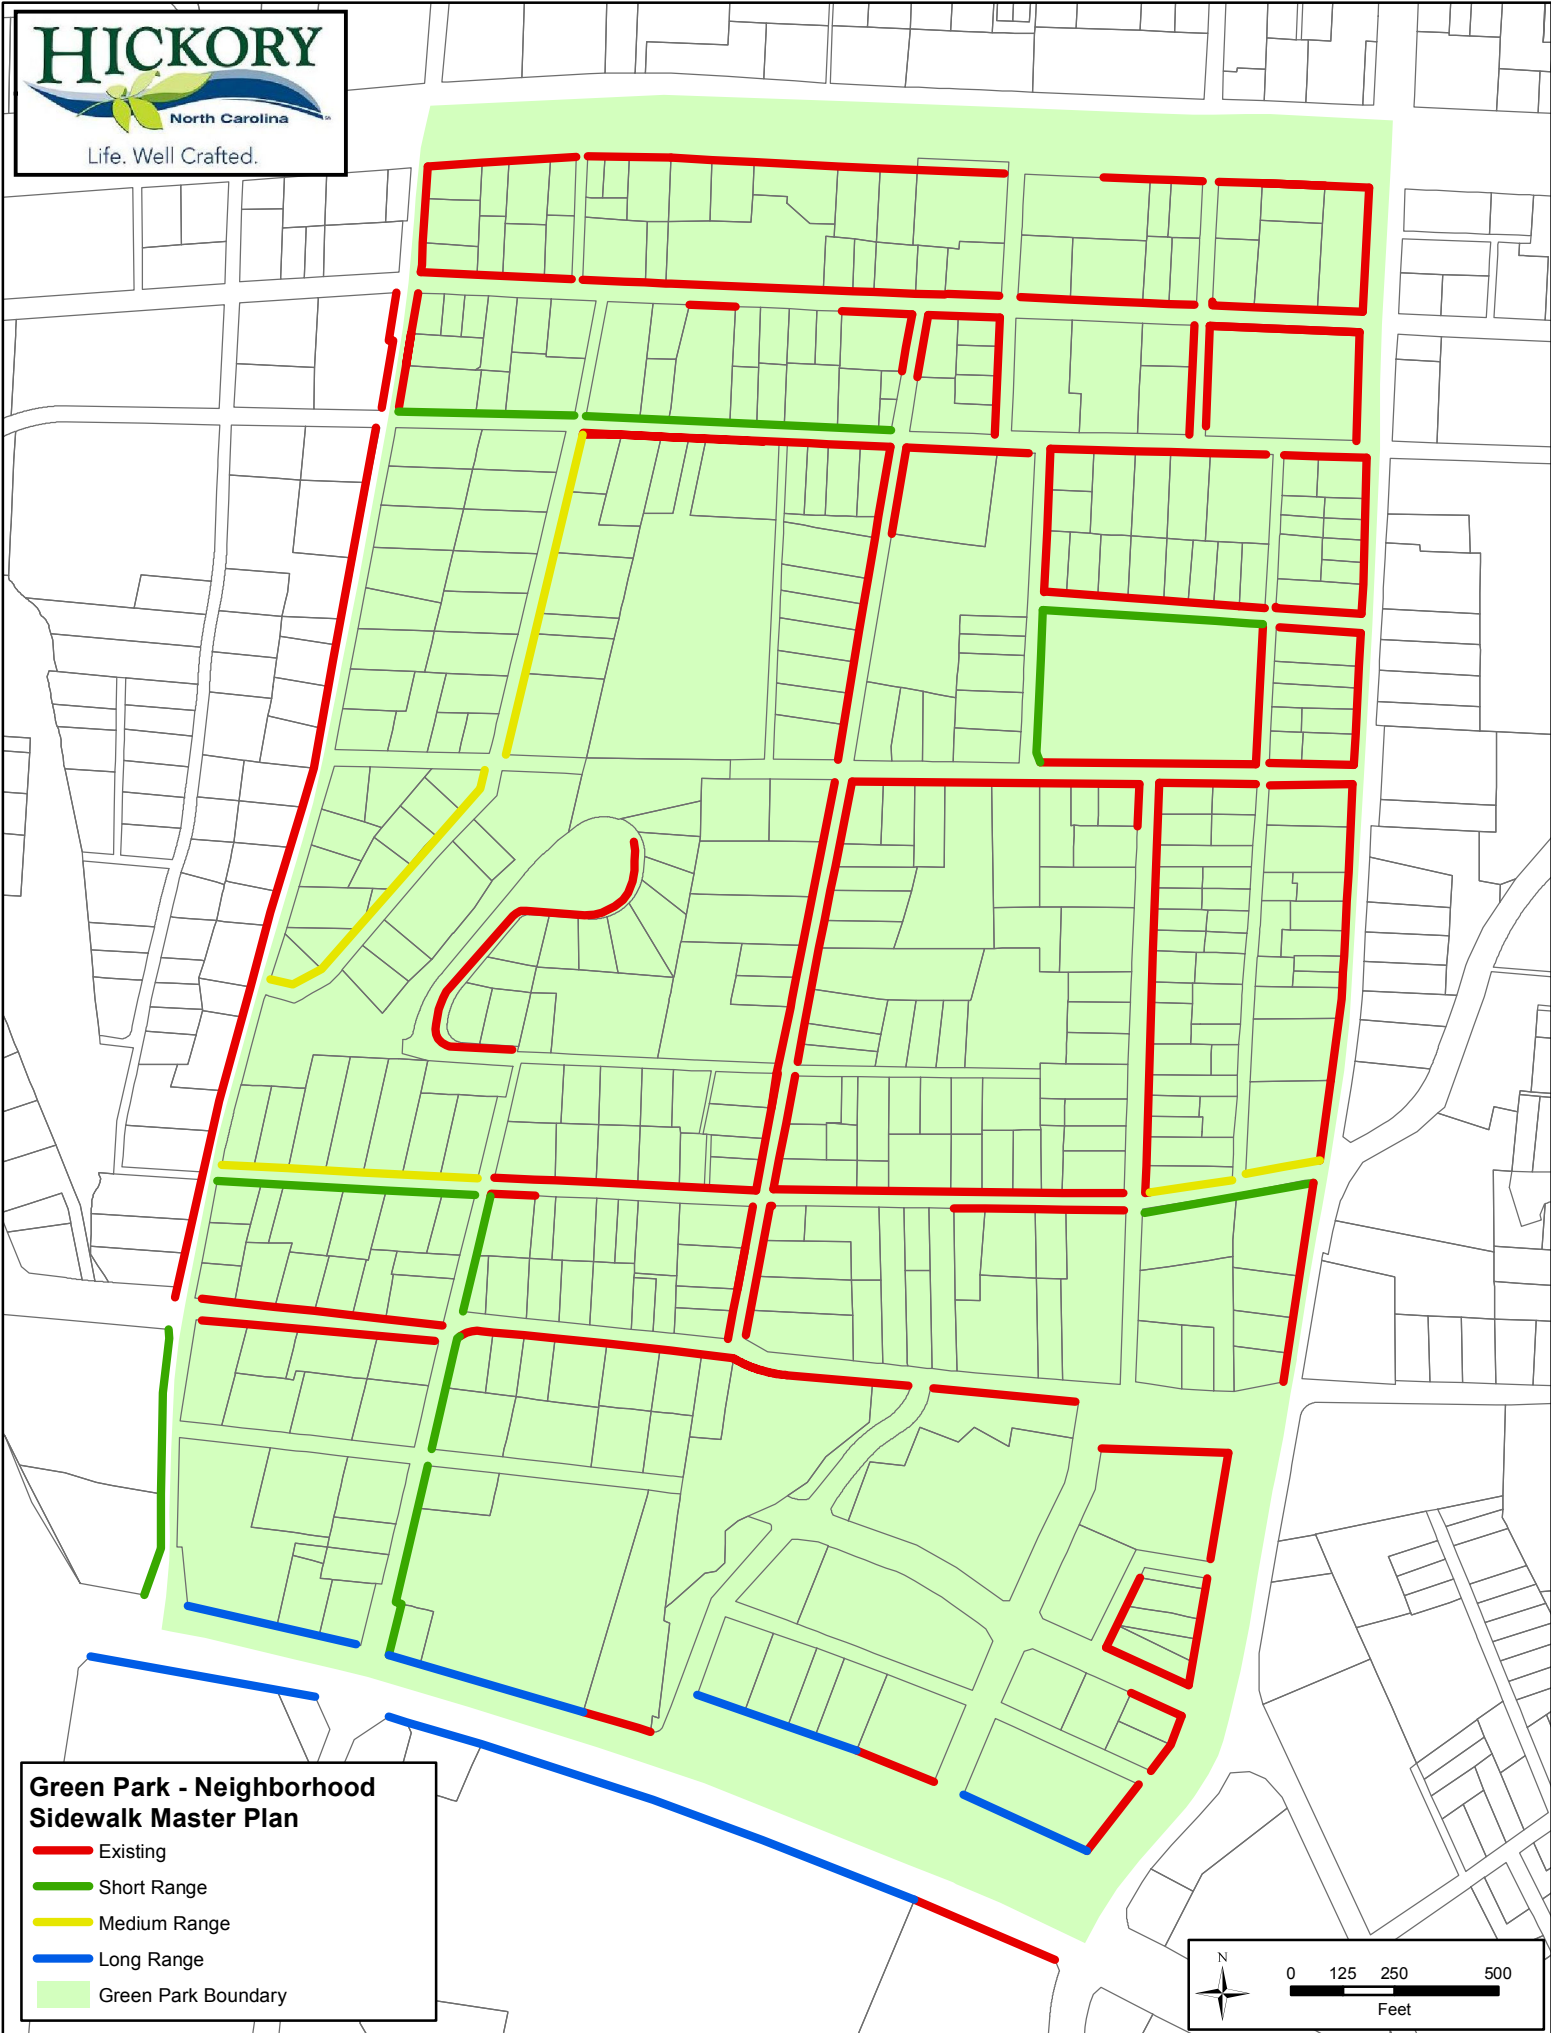 HICKORY
North Carolina
Life. Well Crafted.
Green Park - Neighborhood
Sidewalk Master Plan
Existing
Short Range
Medium Range
Long Range
Green Park Boundary
N
0 125 250 500
Feet